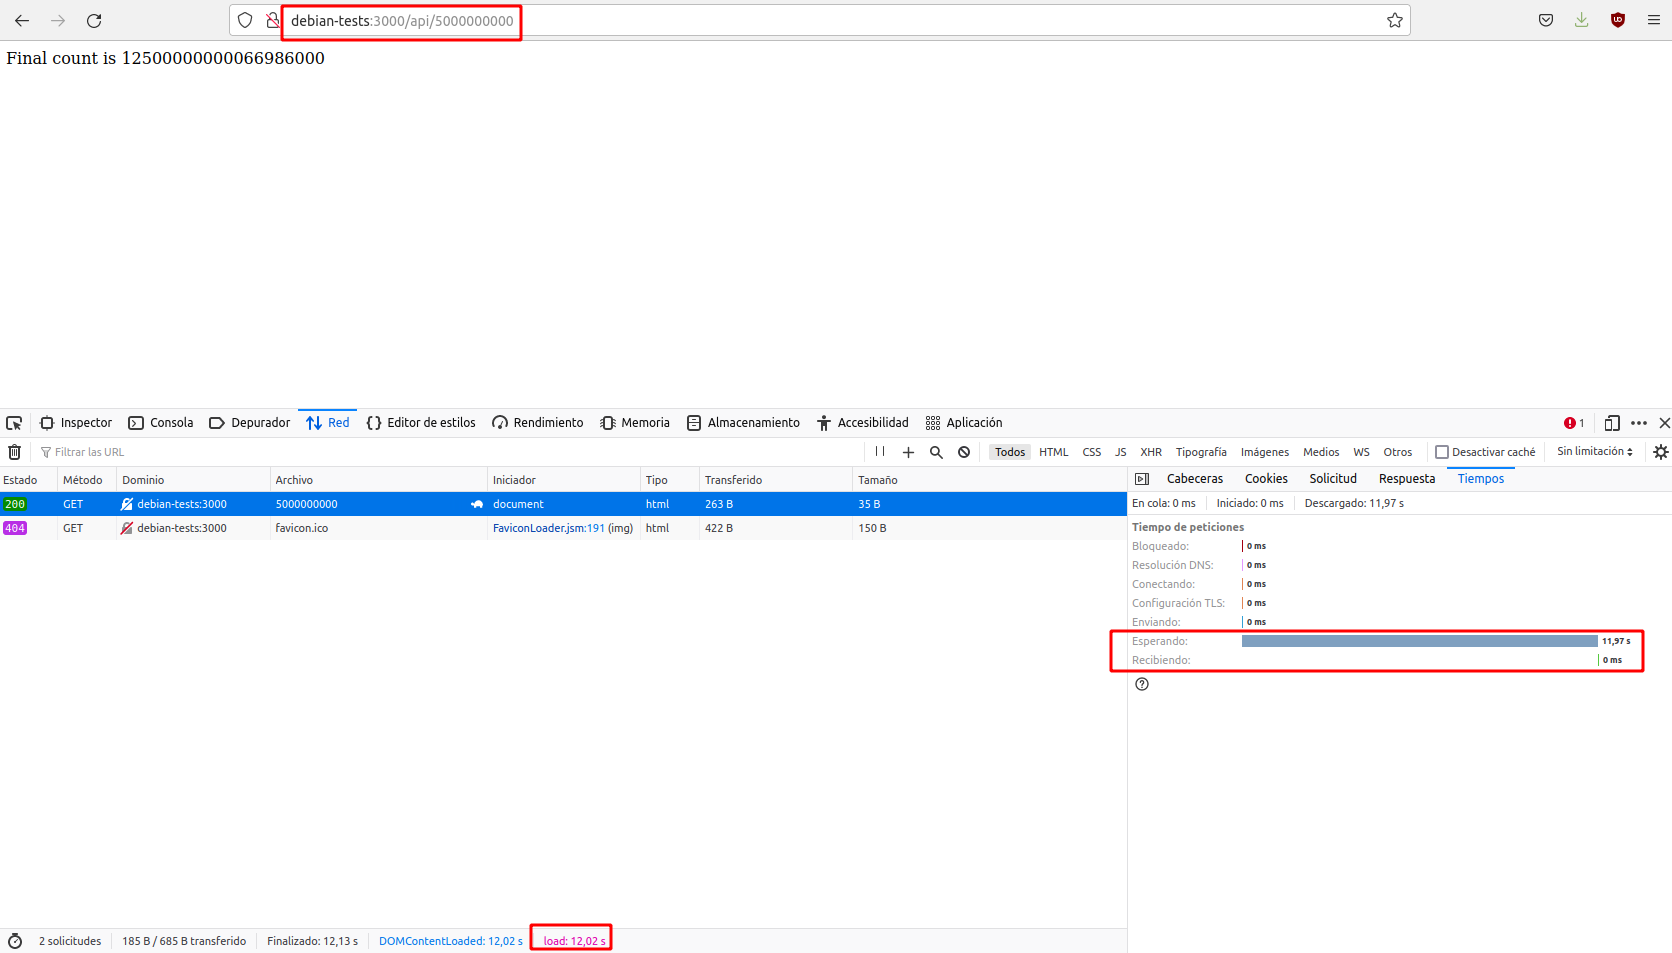 debian-tests:3000/api/5000000000
Final count is 12500000000066986000
Inspector Consola Depurador Red Editor de estilos Rendimiento Memoria Almacenamiento Accesibilidad Aplicación 1
Filtrar las URL Todos HTML CSS JS XHR Tipografía Imágenes Medios WS Otros Desactivar caché Sin limitación
Estado Método Dominio Archivo Iniciador Tipo Transferido Tamaño
200 GET debian-tests:3000 5000000000 document html 263 B 35 B
404 GET debian-tests:3000 favicon.ico FaviconLoader.jsm:191 (img) html 422 B 150 B
Cabeceras Cookies Solicitud Respuesta Tiempos
En cola: 0 ms Iniciado: 0 ms Descargado: 11,97 s
Tiempo de peticiones
Bloqueado: 0 ms
Resolución DNS: 0 ms
Conectando: 0 ms
Configuración TLS: 0 ms
Enviando: 0 ms
Esperando: 11,97 s
Recibiendo: 0 ms
2 solicitudes 185 B / 685 B transferido Finalizado: 12,13 s DOMContentLoaded: 12,02 s load: 12,02 s